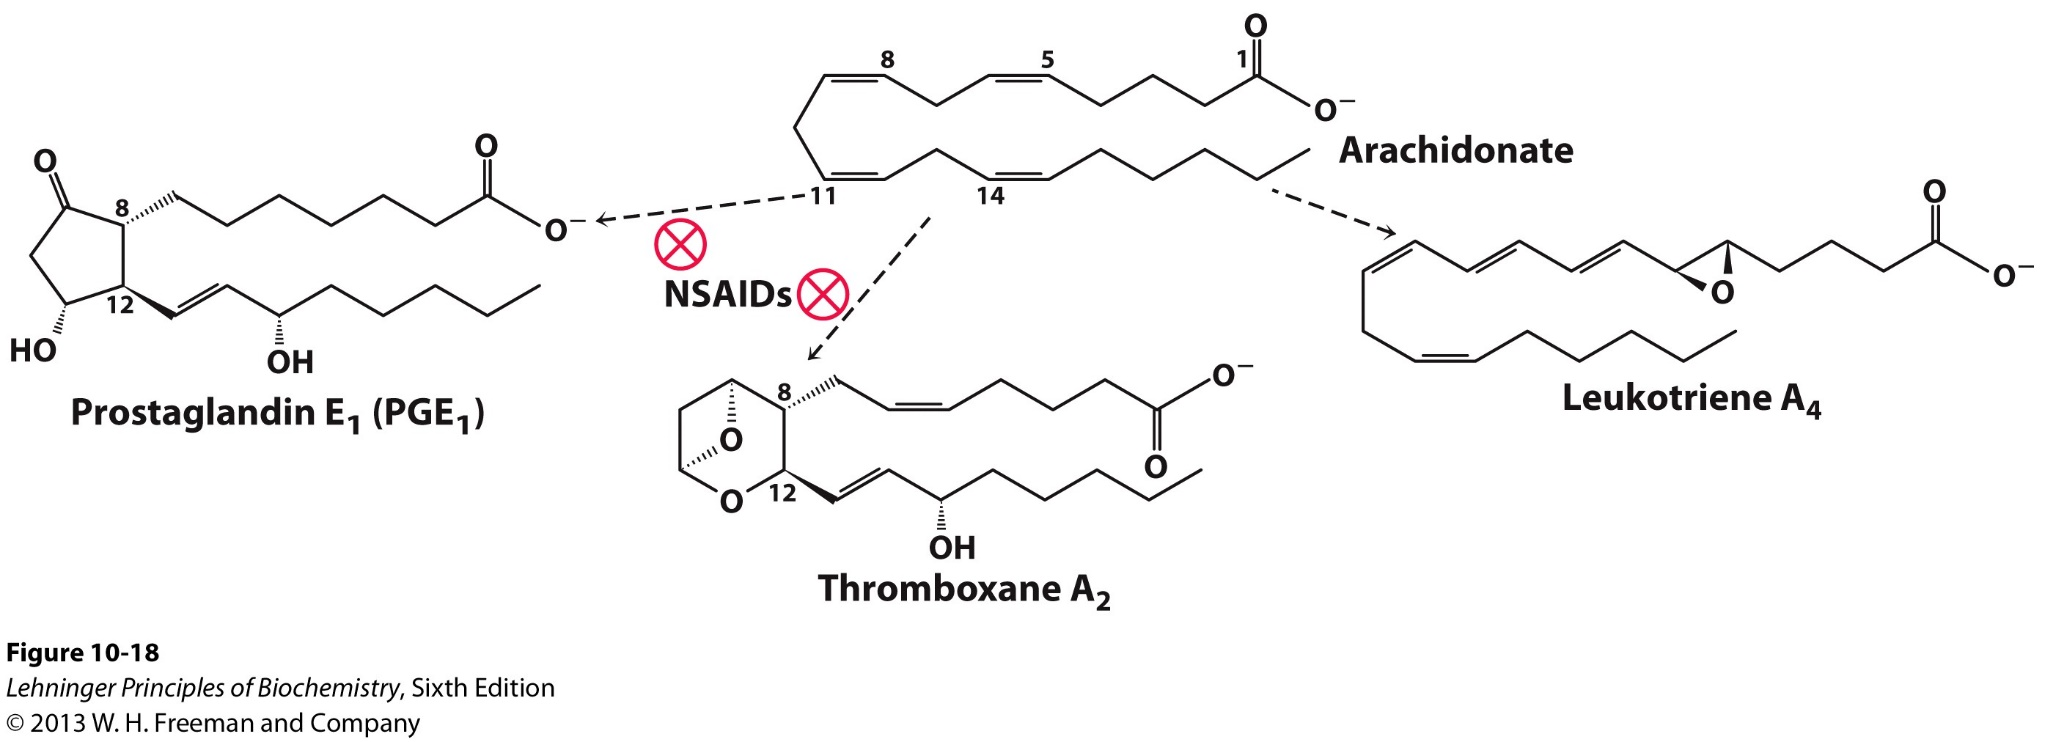 O
8
5
1
O⁻
Arachidonate
11
14
O
8
O
O⁻
12
HO
OH
Prostaglandin E₁ (PGE₁)
NSAIDs
O
O⁻
O
Leukotriene A₄
8
O⁻
O
O
12
O
OH
Thromboxane A₂
Figure 10-18
Lehninger Principles of Biochemistry, Sixth Edition
© 2013 W. H. Freeman and Company